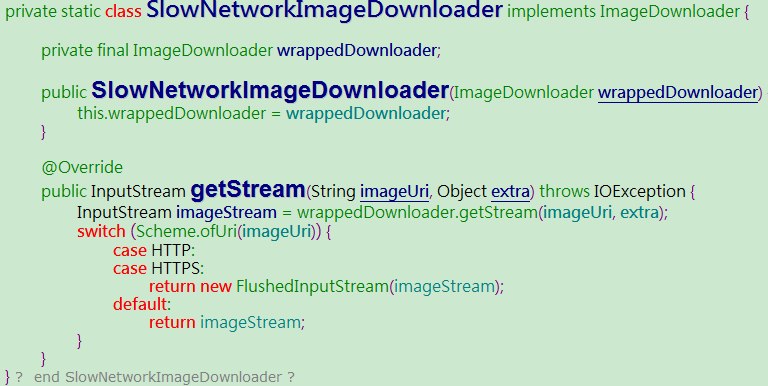 private static class SlowNetworkImageDownloader implements ImageDownloader {
private final ImageDownloader wrappedDownloader;
public SlowNetworkImageDownloader(ImageDownloader wrappedDownloader)
this.wrappedDownloader = wrappedDownloader;
}
@Override
public InputStream getStream(String imageUri, Object extra) throws IOException {
InputStream imageStream = wrappedDownloader.getStream(imageUri, extra);
switch (Scheme.ofUri(imageUri)) {
case HTTP:
case HTTPS:
return new FlushedInputStream(imageStream);
default:
return imageStream;
}
}
} ? end SlowNetworkImageDownloader ?